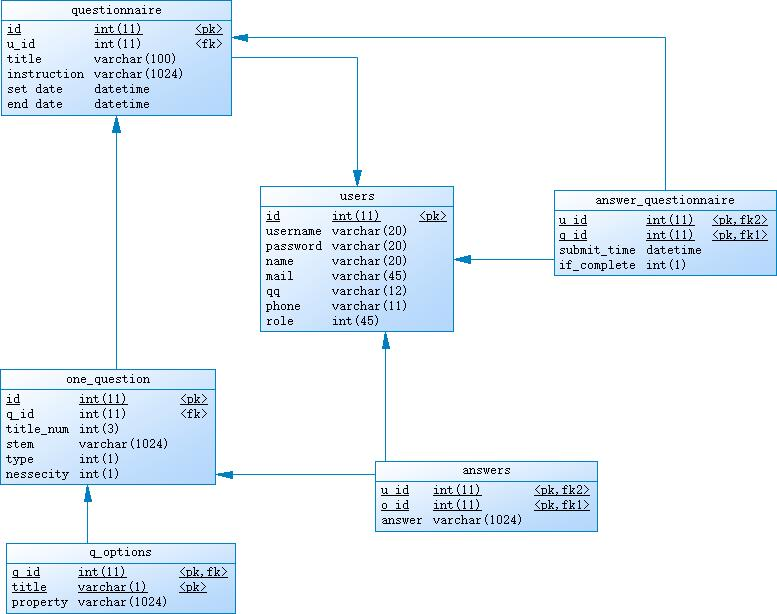 questionnaire
id int(11) <pk>
u_id int(11) <fk>
title varchar(100)
instruction varchar(1024)
set date datetime
end date datetime
users
id int(11) <pk>
username varchar(20)
password varchar(20)
name varchar(20)
mail varchar(45)
qq varchar(12)
phone varchar(11)
role int(45)
answer_questionnaire
u_id int(11) <pk,fk2>
q_id int(11) <pk,fk1>
submit_time datetime
if_complete int(1)
one_question
id int(11) <pk>
q_id int(11) <fk>
title_num int(3)
stem varchar(1024)
type int(1)
nessecity int(1)
answers
u_id int(11) <pk,fk2>
o_id int(11) <pk,fk1>
answer varchar(1024)
q_options
q_id int(11) <pk,fk>
title varchar(1) <pk>
property varchar(1024)